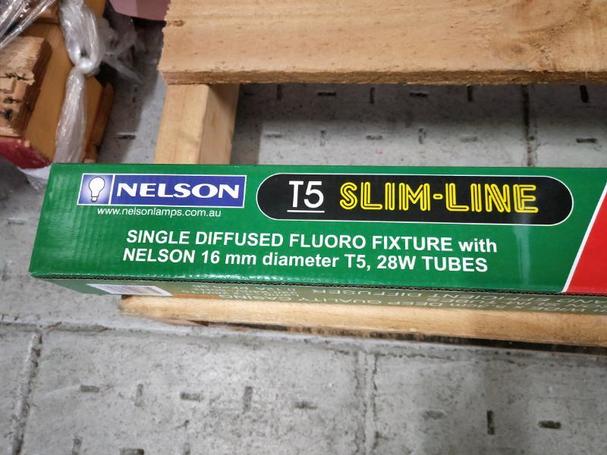 NELSON
www.nelsonlamps.com.au
T5 SLIM-LINE
SINGLE DIFFUSED FLUORO FIXTURE with
NELSON 16 mm diameter T5, 28W TUBES